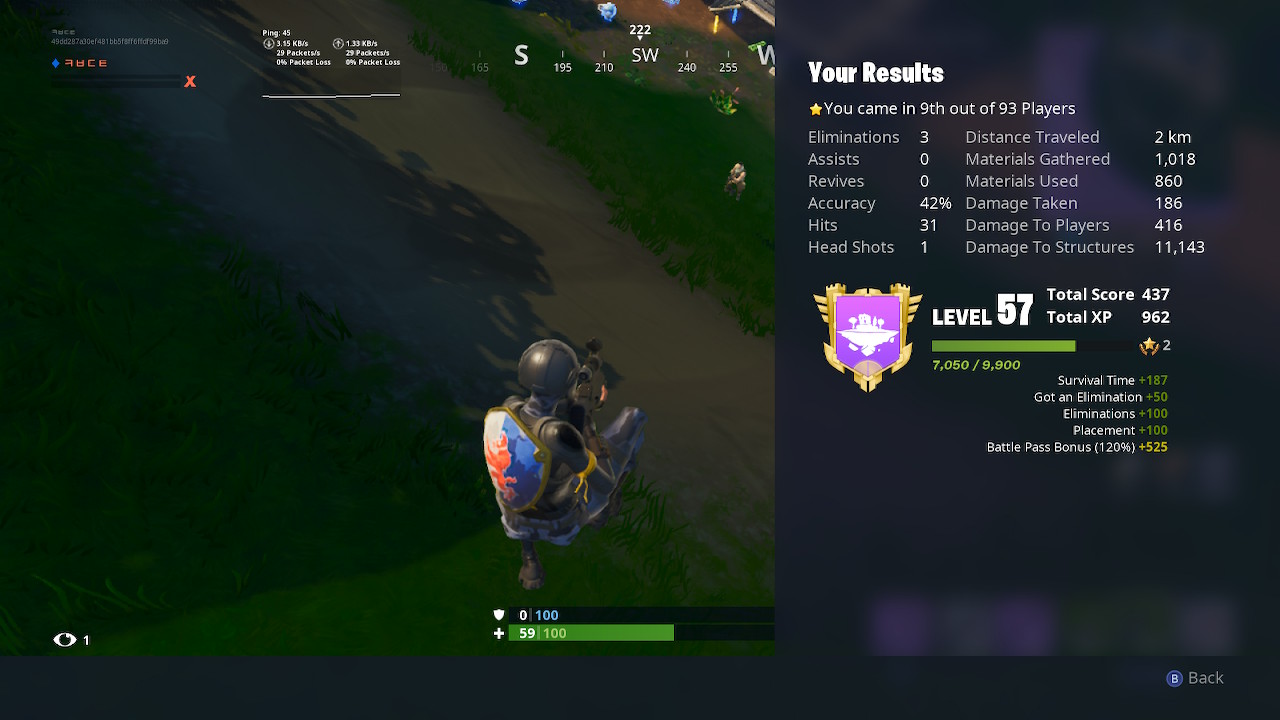 Ping: 45
3.15 KB/s 1.33 KB/s
29 Packets/s 29 Packets/s
0% Packet Loss 0% Packet Loss
222
150 165 S 195 210 SW 240 255 W
Your Results
You came in 9th out of 93 Players
Eliminations 3 Distance Traveled 2 km
Assists 0 Materials Gathered 1,018
Revives 0 Materials Used 860
Accuracy 42% Damage Taken 186
Hits 31 Damage To Players 416
Head Shots 1 Damage To Structures 11,143
LEVEL 57 Total Score 437
Total XP 962
2
7,050 / 9,900
Survival Time +187
Got an Elimination +50
Eliminations +100
Placement +100
Battle Pass Bonus (120%) +525
0 | 100
59 | 100
1
B Back